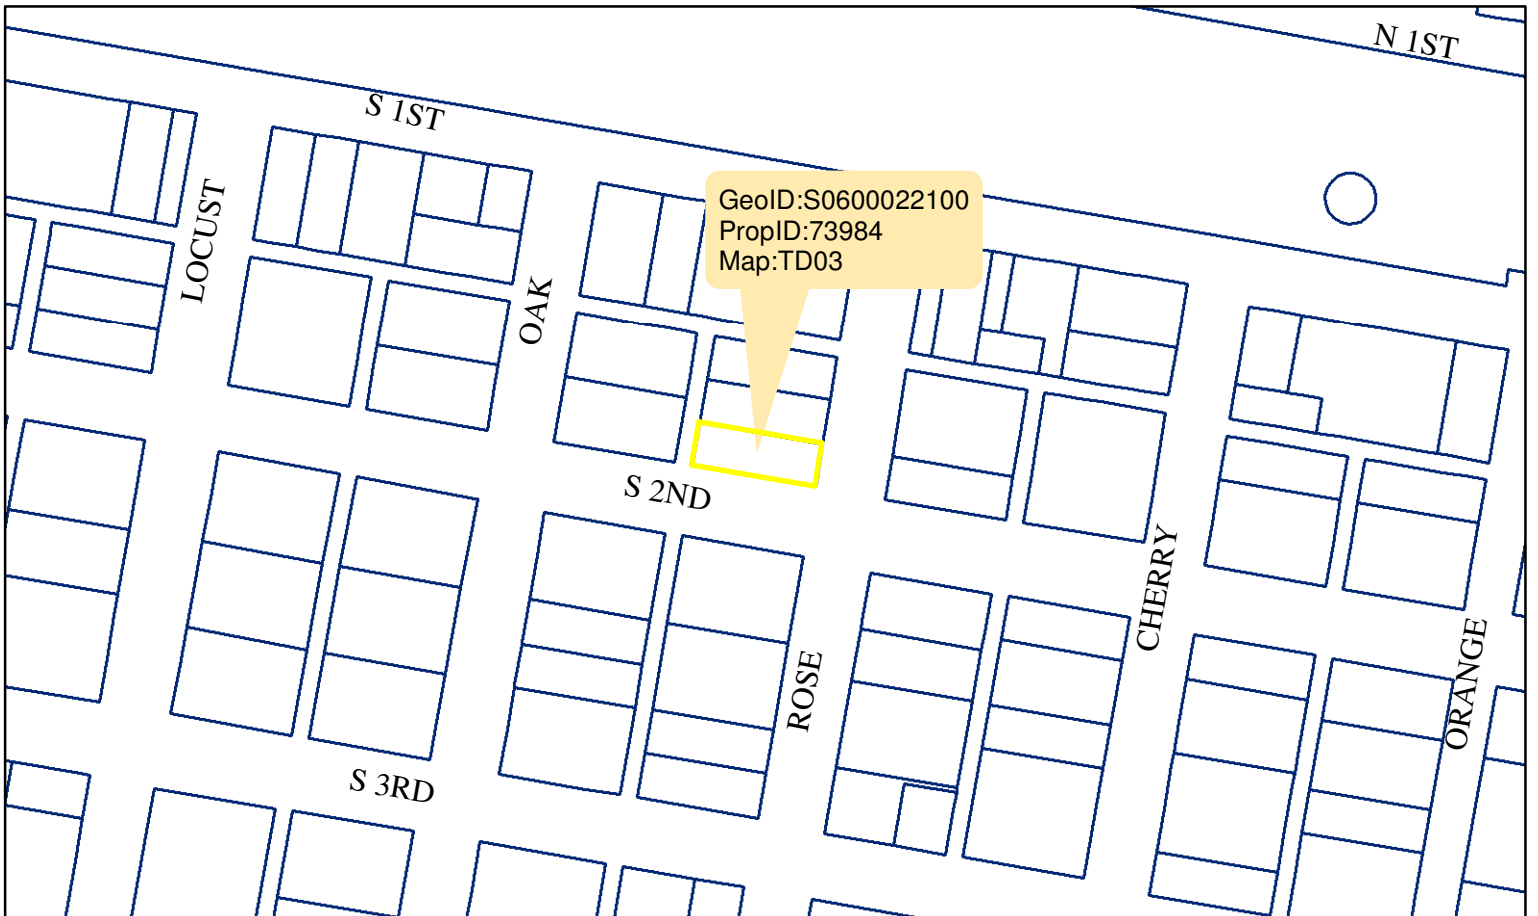 N 1ST
S 1ST
LOCUST
GeoID:S0600022100
PropID:73984
Map:TD03
OAK
S 2ND
CHERRY
ROSE
ORANGE
S 3RD